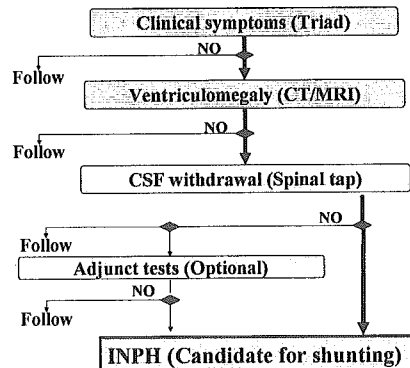 Clinical symptoms (Triad)
NO
Follow
Ventriculomegaly (CT/MRI)
NO
Follow
CSF withdrawal (Spinal tap)
NO
Follow
Adjunct tests (Optional)
NO
Follow
INPH (Candidate for shunting)